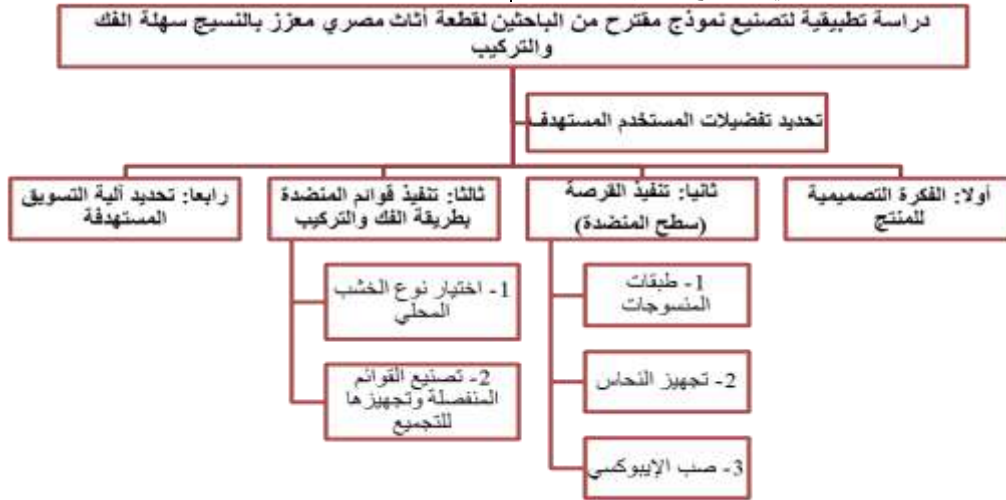 دراسة تطبيقية لتصنيع نموذج مقترح من الباحثين لقطعة أثاث مصري معزز بالنسيج سهلة الفك
والتركيب
تحديد تفضيلات المستخدم المستهدف
أولا: الفكرة التصميمية
للمنتج
ثانيا: تنفيذ القرصة
(سطح المنضدة)
1- طبقات
المنسوجات
2- تجهيز النحاس
3- صب الإيبوكسي
ثالثا: تنفيذ قوائم المنضدة
بطريقة الفك والتركيب
1- اختيار نوع الخشب
المحلي
2- تصنيع القوائم
المنفصلة وتجهيزها
للتجميع
رابعا: تحديد آلية التسويق
المستهدفة